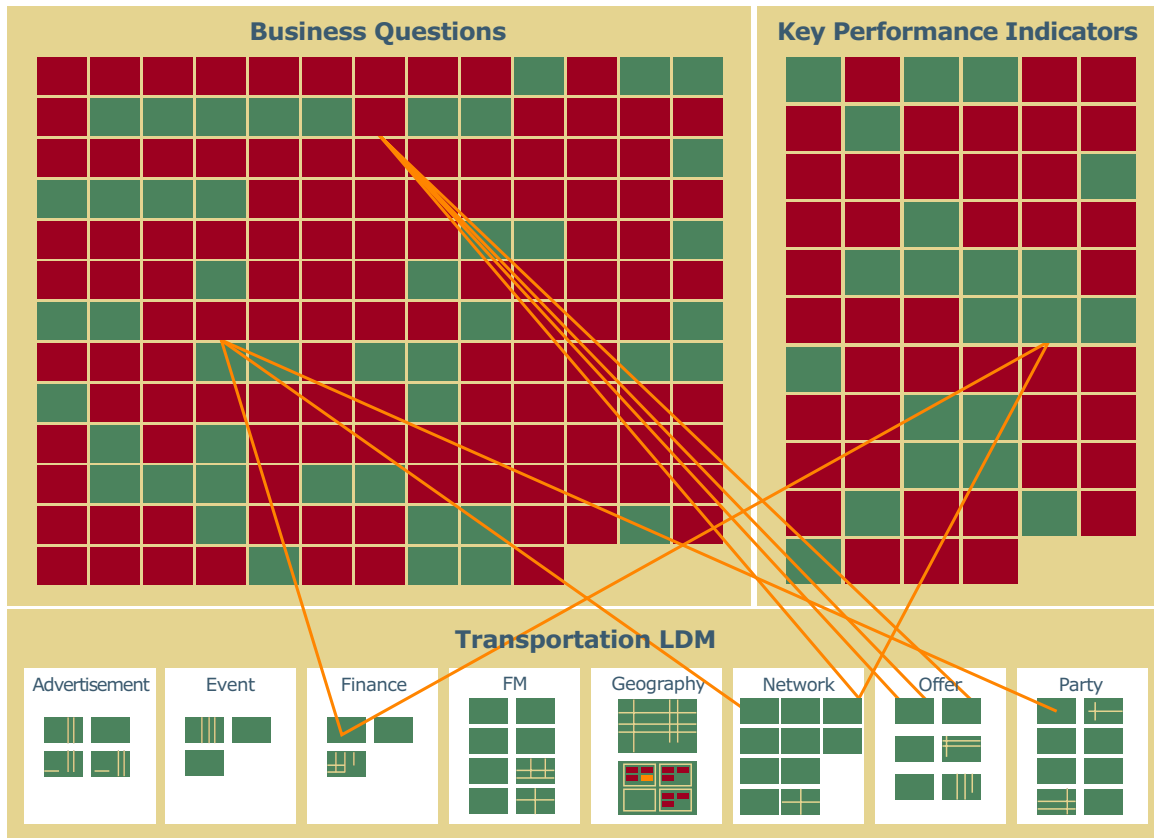 Business Questions
Key Performance Indicators
Transportation LDM
Advertisement
Event
Finance
FM
Geography
Network
Offer
Party